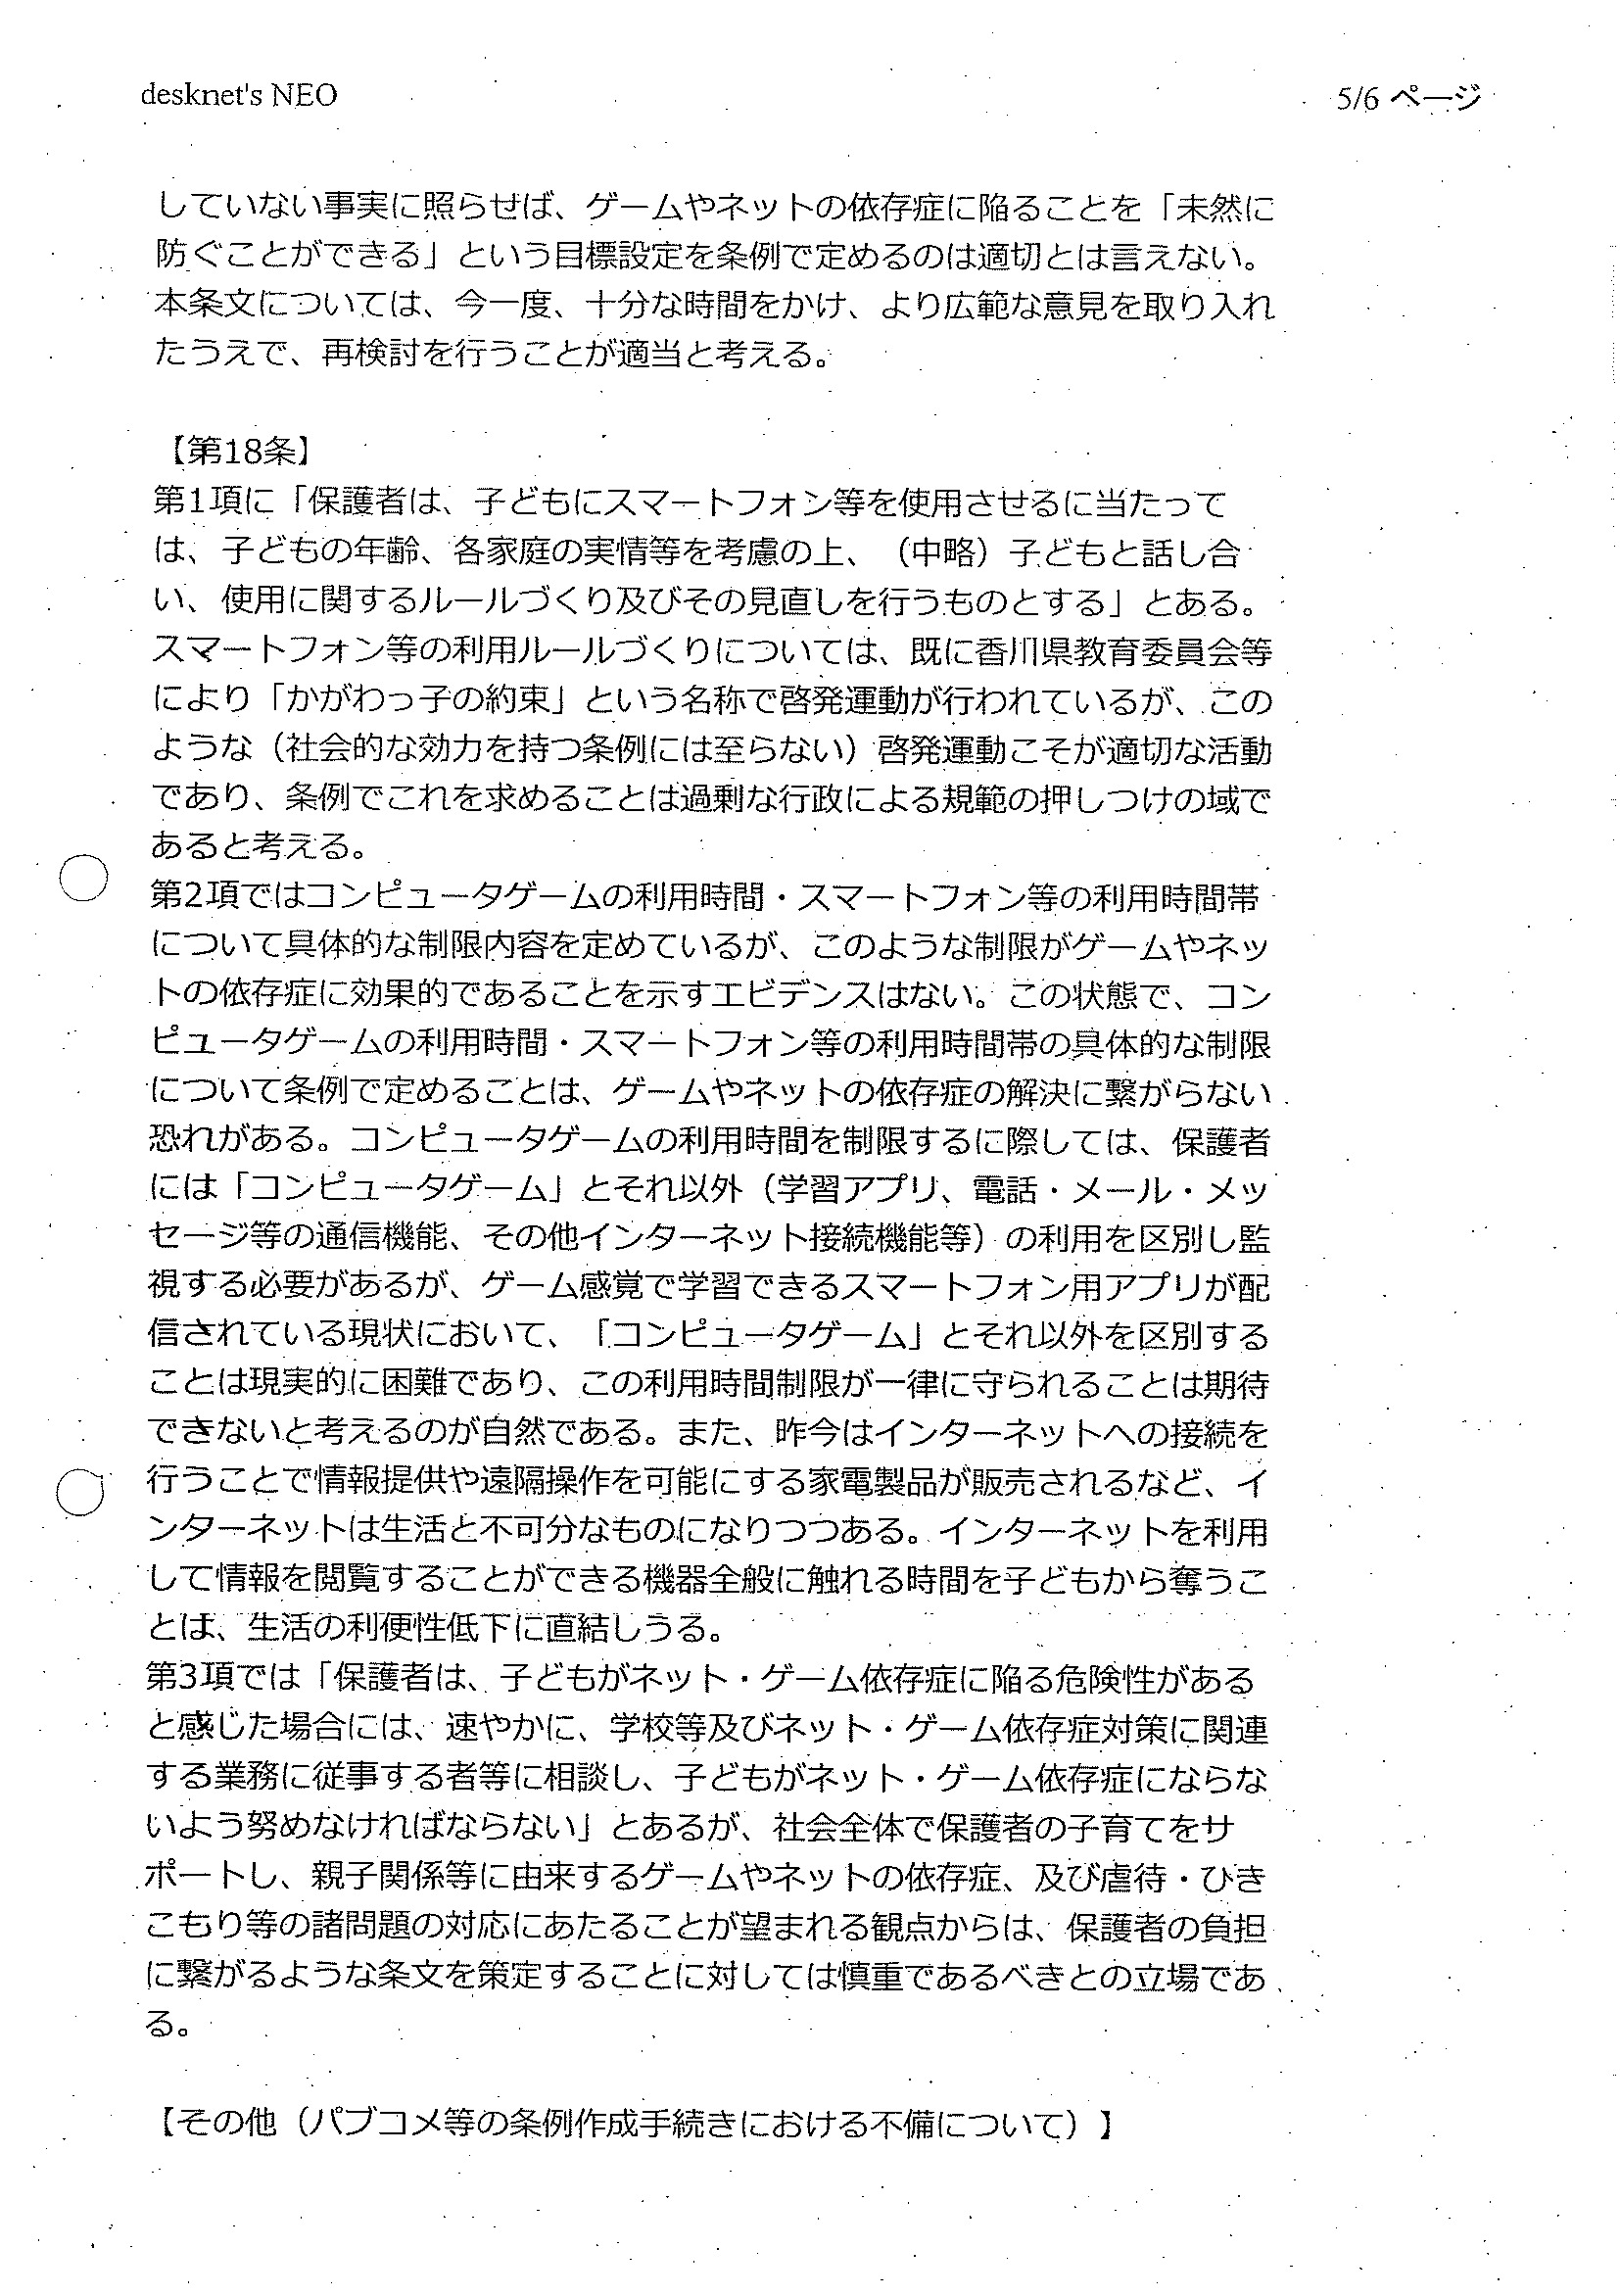 desknet's NEO
5/6 ページ
していない事実に照らせば、ゲームやネットの依存症に陥ることを「未然に
防ぐことができる」という目標設定を条例で定めるのは適切とは言えない。
本条文については、今一度、十分な時間をかけ、より広範な意見を取り入れ
たうえで、再検討を行うことが適当と考える。
【第18条】
第1項に「保護者は、子どもにスマートフォン等を使用させるに当たって
は、子どもの年齢、各家庭の実情等を考慮の上、（中略）子どもと話し合
い、使用に関するルールづくり及びその見直しを行うものとする」とある。
スマートフォン等の利用ルールづくりについては、既に香川県教育委員会等
により「かがわっ子の約束」という名称で啓発運動が行われているが、この
ような（社会的な効力を持つ条例には至らない）啓発運動こそが適切な活動
であり、条例でこれを求めることは過剰な行政による規範の押しつけの域で
あると考える。
第2項ではコンピュータゲームの利用時間・スマートフォン等の利用時間帯
について具体的な制限内容を定めているが、このような制限がゲームやネッ
トの依存症に効果的であることを示すエビデンスはない。この状態で、コン
ピュータゲームの利用時間・スマートフォン等の利用時間帯の具体的な制限
について条例で定めることは、ゲームやネットの依存症の解決に繋がらない
恐れがある。コンピュータゲームの利用時間を制限するに際しては、保護者
には「コンピュータゲーム」とそれ以外（学習アプリ、電話・メール・メッ
セージ等の通信機能、その他インターネット接続機能等）の利用を区別し監
視する必要があるが、ゲーム感覚で学習できるスマートフォン用アプリが配
信されている現状において、「コンピュータゲーム」とそれ以外を区別する
ことは現実的に困難であり、この利用時間制限が一律に守られることは期待
できないと考えるのが自然である。また、昨今はインターネットへの接続を
行うことで情報提供や遠隔操作を可能にする家電製品が販売されるなど、イ
ンターネットは生活と不可分なものになりつつある。インターネットを利用
して情報を閲覧することができる機器全般に触れる時間を子どもから奪うこ
とは、生活の利便性低下に直結しうる。
第3項では「保護者は、子どもがネット・ゲーム依存症に陥る危険性がある
と感じた場合には、速やかに、学校等及びネット・ゲーム依存症対策に関連
する業務に従事する者等に相談し、子どもがネット・ゲーム依存症にならな
いよう努めなければならない」とあるが、社会全体で保護者の子育てをサ
ポートし、親子関係等に由来するゲームやネットの依存症、及び虐待・ひき
こもり等の諸問題の対応にあたることが望まれる観点からは、保護者の負担
に繋がるような条文を策定することに対しては慎重であるべきとの立場であ
る。
【その他（パブコメ等の条例作成手続きにおける不備について）】